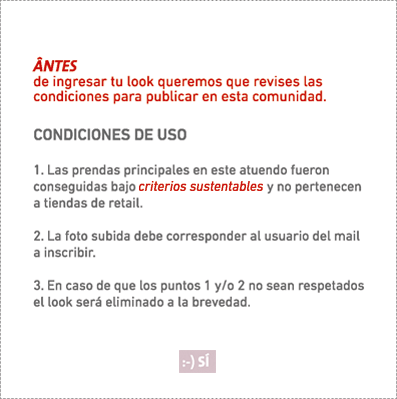 ÂNTES
de ingresar tu look queremos que revises las
condiciones para publicar en esta comunidad.
CONDICIONES DE USO
1. Las prendas principales en este atuendo fueron
conseguidas bajo criterios sustentables y no pertenecen
a tiendas de retail.
2. La foto subida debe corresponder al usuario del mail
a inscribir.
3. En caso de que los puntos 1 y/o 2 no sean respetados
el look será eliminado a la brevedad.
:-) SÍ